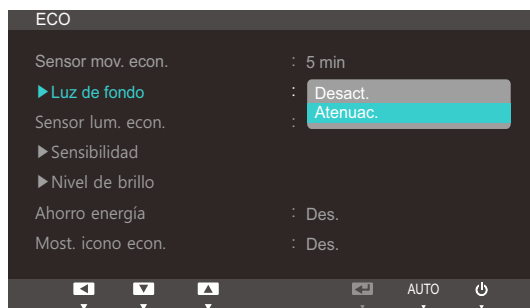 ECO
Sensor mov. econ. : 5 min
▶Luz de fondo : Desact.
Atenuac.
Sensor lum. econ. :
▶Sensibilidad
▶Nivel de brillo
Ahorro energía : Des.
Most. icono econ. : Des.
AUTO